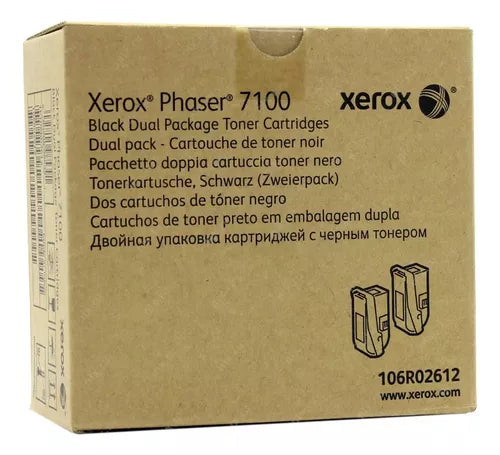 Xerox® Phaser® 7100
xerox
Black Dual Package Toner Cartridges
Dual pack - Cartouche de toner noir
Pacchetto doppia cartuccia toner nero
Tonerkartusche, Schwarz (Zweierpack)
Dos cartuchos de tóner negro
Cartuchos de toner preto em embalagem dupla
Двойная упаковка картриджей с черным тонером
106R02612
www.xerox.com